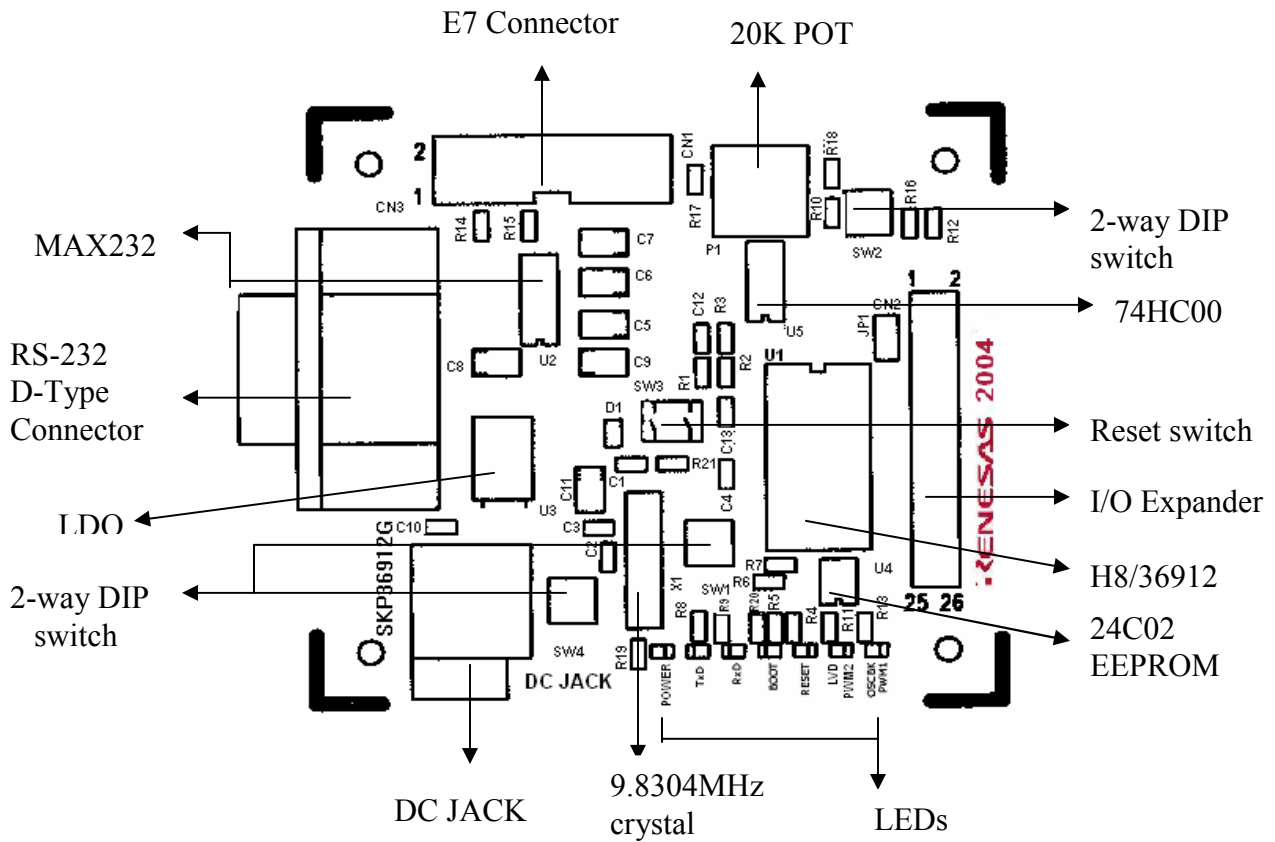 E7 Connector
20K POT
2
1
CN3
CN1
R17
R14
R15
R18
R10
R16
R12
P1
SW2
MAX232
2-way DIP
switch
C7
C6
C5
C9
C8
U2
U5
74HC00
1 2
CN2
JP1
C12
R3
R1
R2
U1
SW3
RS-232
D-Type
Connector
D1
C13
R21
C1
C4
C11
Reset switch
RENESAS 2004
I/O Expander
LDO
U3
C10
C3
C2
X1
SW1
R7
R6
U4
H8/36912
2-way DIP
switch
SKP36912G
SW4
R19
R8
R9
R20
R5
R4
R11
R13
25 26
24C02
EEPROM
DC JACK
POWER
TxD
RxD
BOOT
RESET
LVD
PWM2
OSCBK
PWM1
DC JACK
9.8304MHz
crystal
LEDs